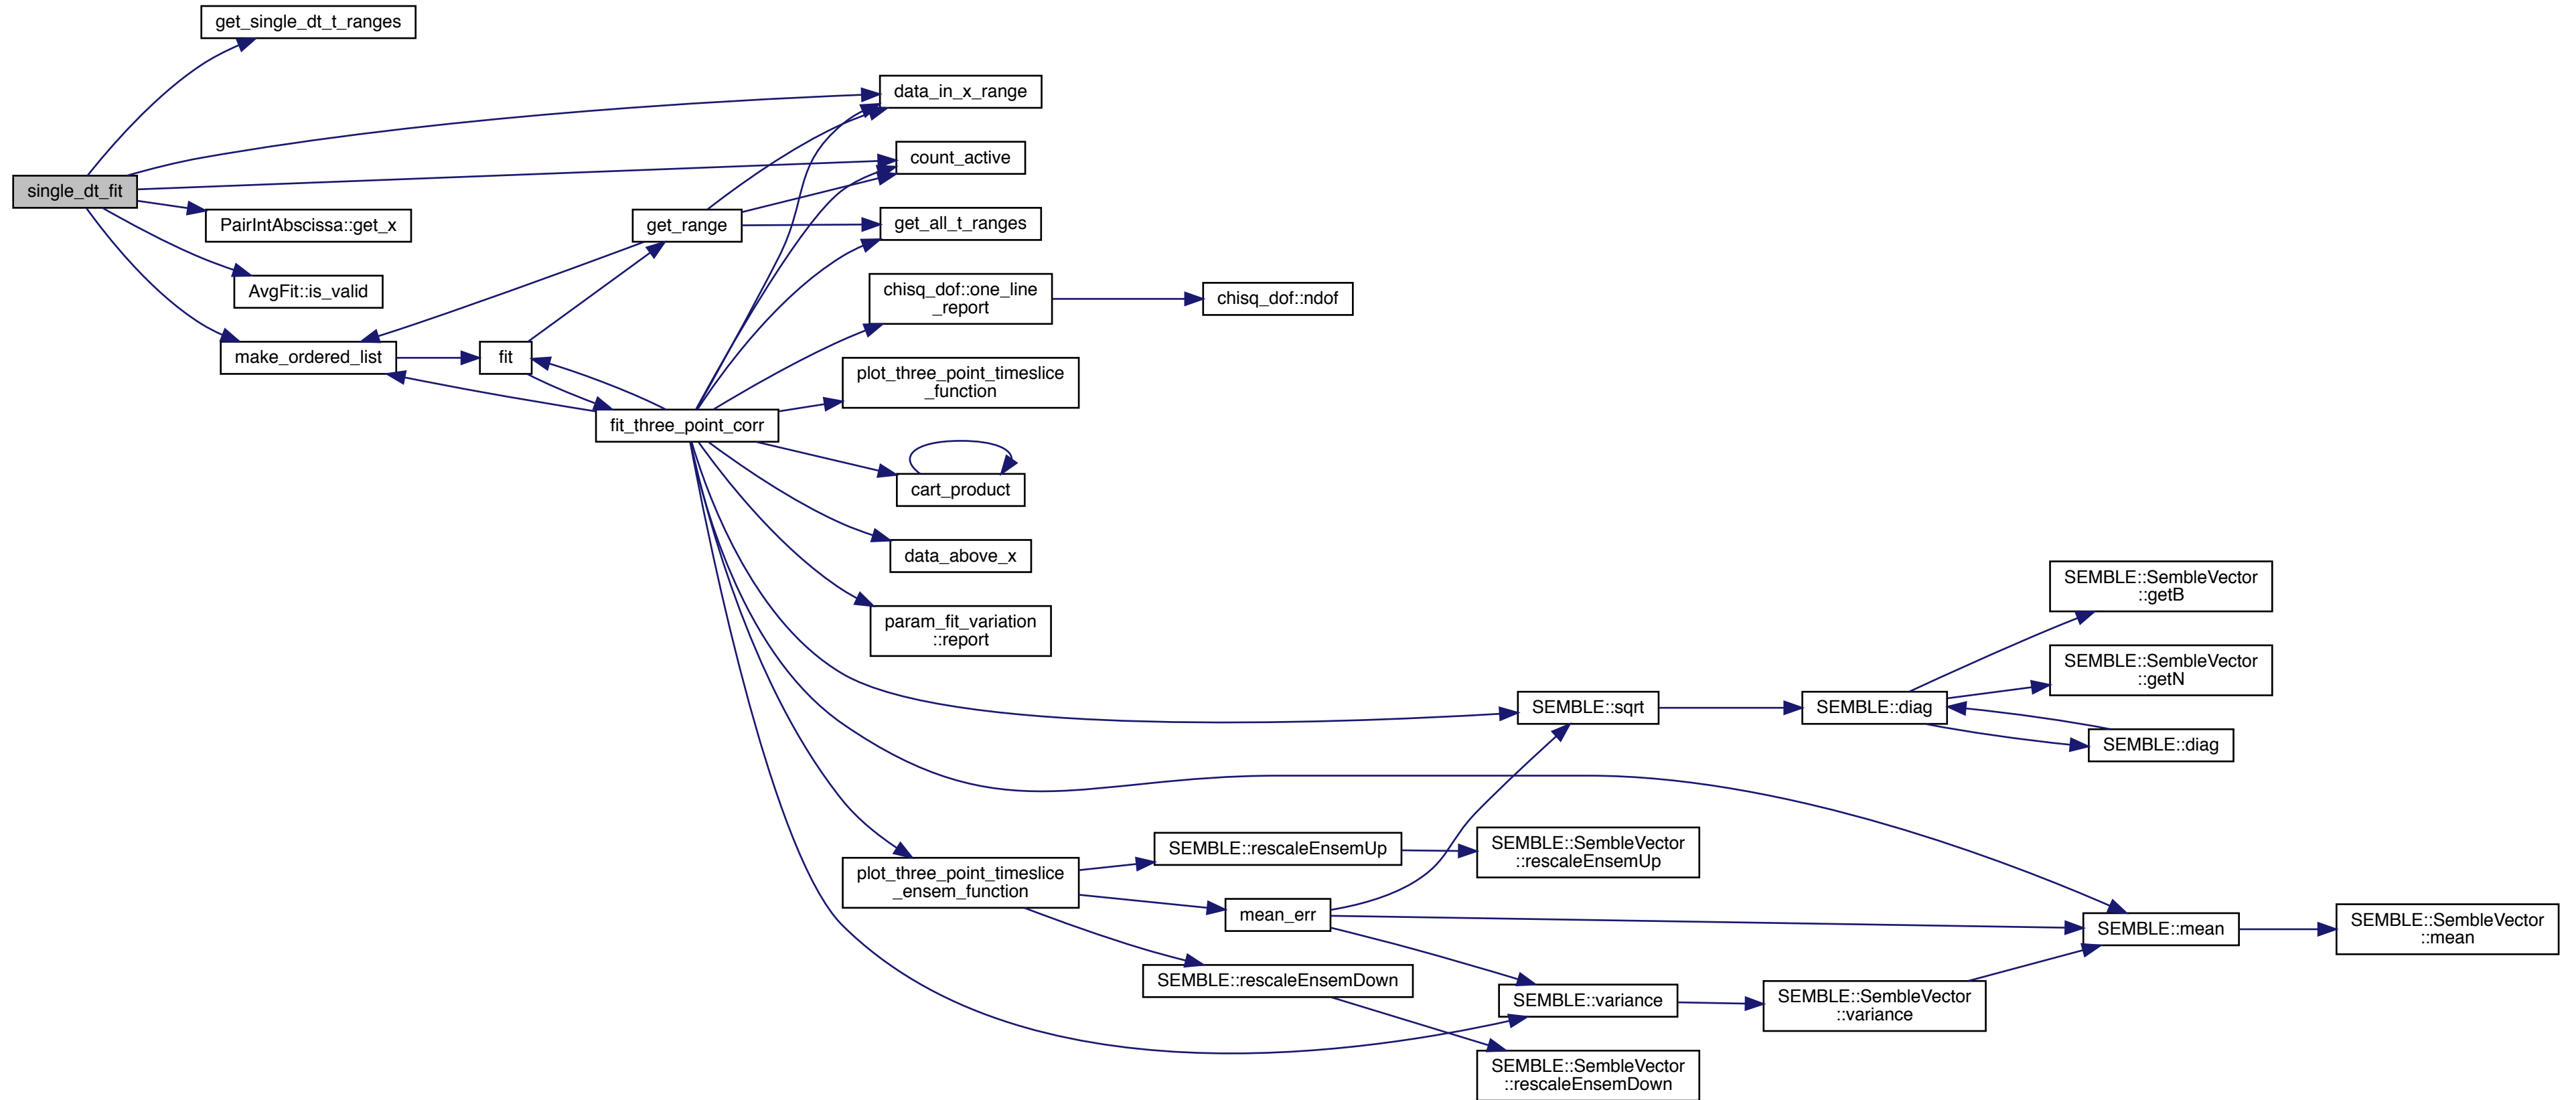 get_single_dt_t_ranges
data_in_x_range
count_active
single_dt_fit
PairIntAbscissa::get_x
get_range
get_all_t_ranges
AvgFit::is_valid
chisq_dof::one_line
_report
chisq_dof::ndof
make_ordered_list
fit
plot_three_point_timeslice
_function
fit_three_point_corr
cart_product
data_above_x
param_fit_variation
::report
SEMBLE::SembleVector
::getB
SEMBLE::SembleVector
::getN
SEMBLE::sqrt
SEMBLE::diag
SEMBLE::diag
SEMBLE::rescaleEnsemUp
SEMBLE::SembleVector
::rescaleEnsemUp
plot_three_point_timeslice
_ensem_function
mean_err
SEMBLE::mean
SEMBLE::SembleVector
::mean
SEMBLE::rescaleEnsemDown
SEMBLE::variance
SEMBLE::SembleVector
::variance
SEMBLE::SembleVector
::rescaleEnsemDown